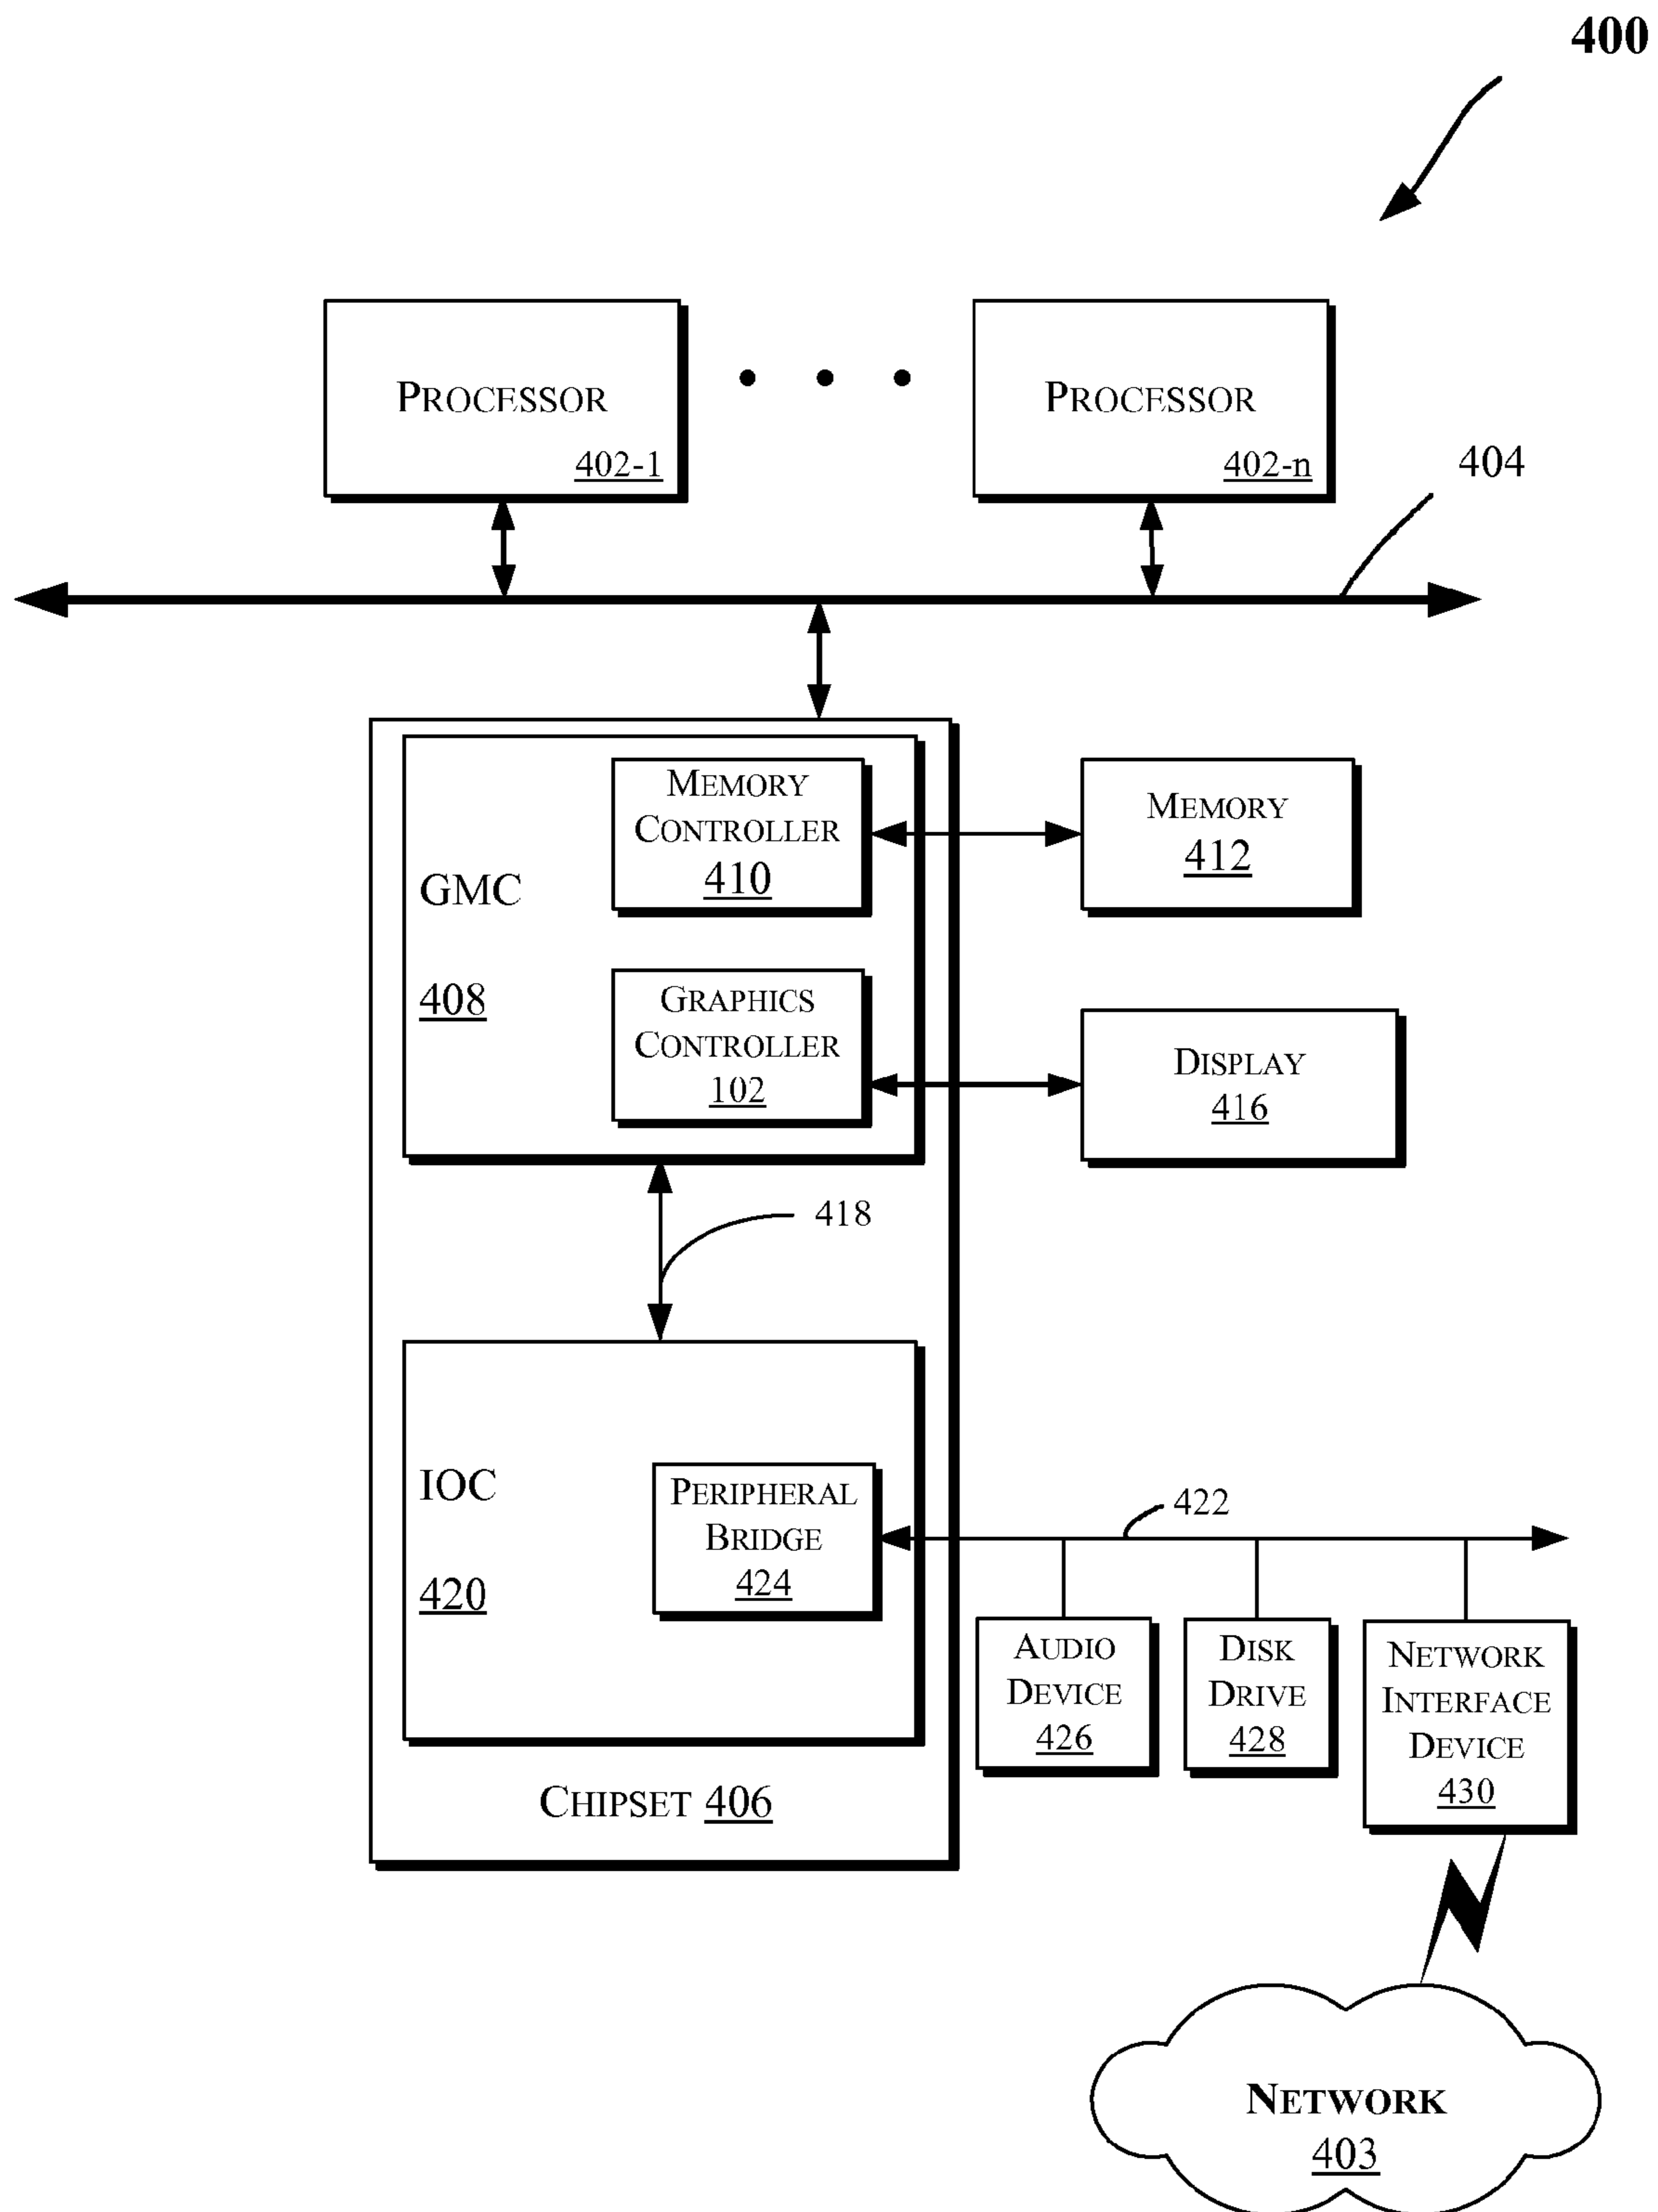 400
PROCESSOR
402-1
PROCESSOR
402-n
404
MEMORY
CONTROLLER
410
MEMORY
412
GMC
408
GRAPHICS
CONTROLLER
102
DISPLAY
416
418
IOC
420
PERIPHERAL
BRIDGE
424
422
AUDIO
DEVICE
426
DISK
DRIVE
428
NETWORK
INTERFACE
DEVICE
430
CHIPSET 406
NETWORK
403